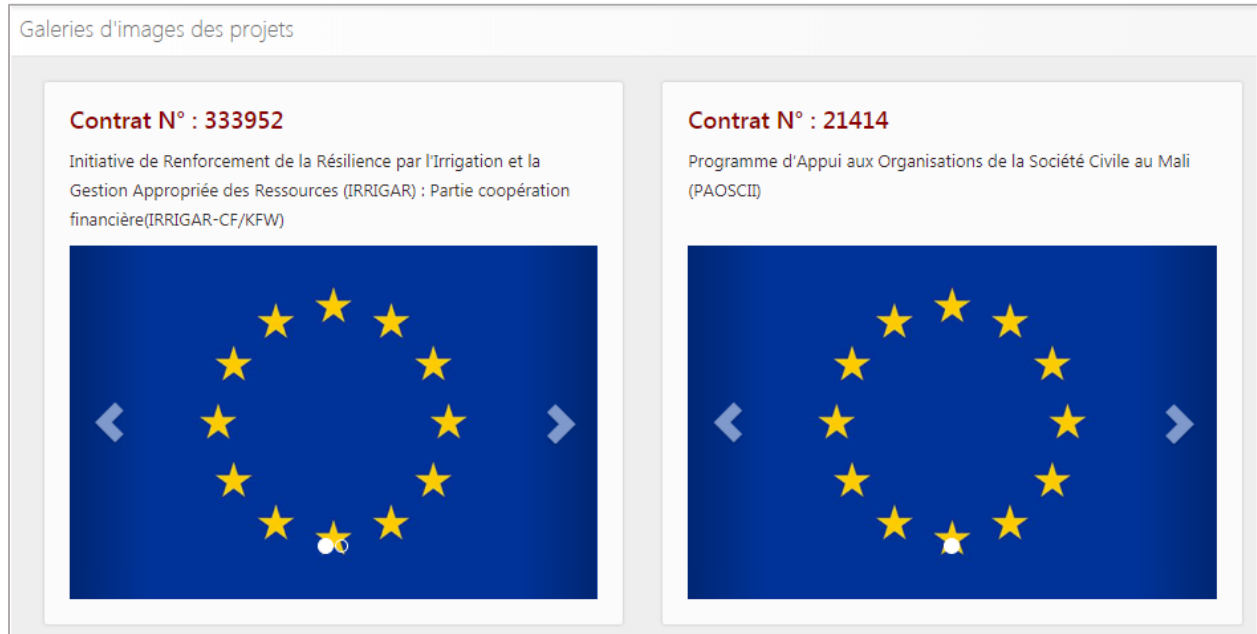 Galeries d'images des projets
Contrat N° : 333952
Initiative de Renforcement de la Résilience par l'Irrigation et la
Gestion Appropriée des Ressources (IRRIGAR) : Partie coopération
financière(IRRIGAR-CF/KFW)
Contrat N° : 21414
Programme d'Appui aux Organisations de la Société Civile au Mali
(PAOSCII)